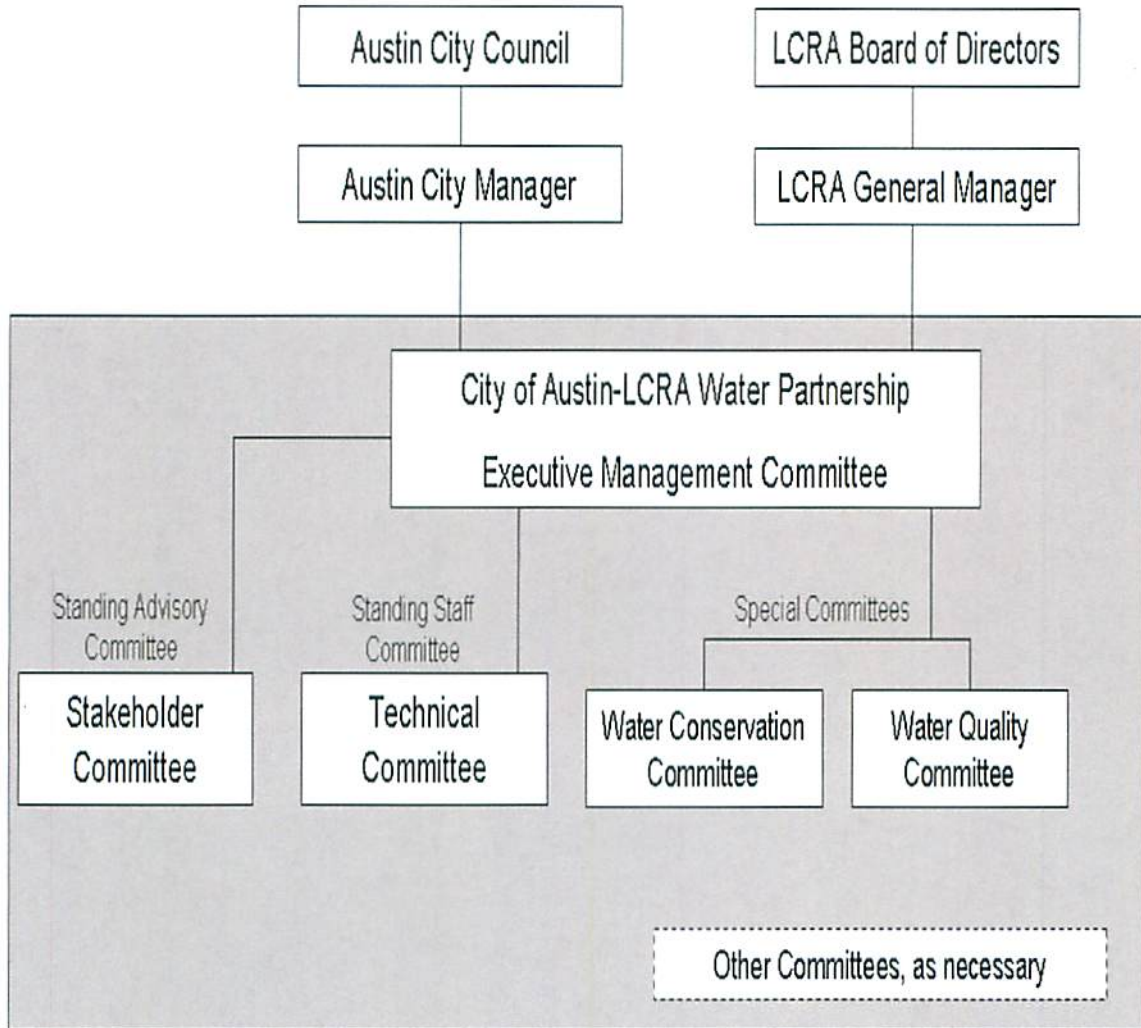 Austin City Council
LCRA Board of Directors
Austin City Manager
LCRA General Manager
City of Austin-LCRA Water Partnership
Executive Management Committee
Standing Advisory
Committee
Stakeholder
Committee
Standing Staff
Committee
Technical
Committee
Special Committees
Water Conservation
Committee
Water Quality
Committee
Other Committees, as necessary